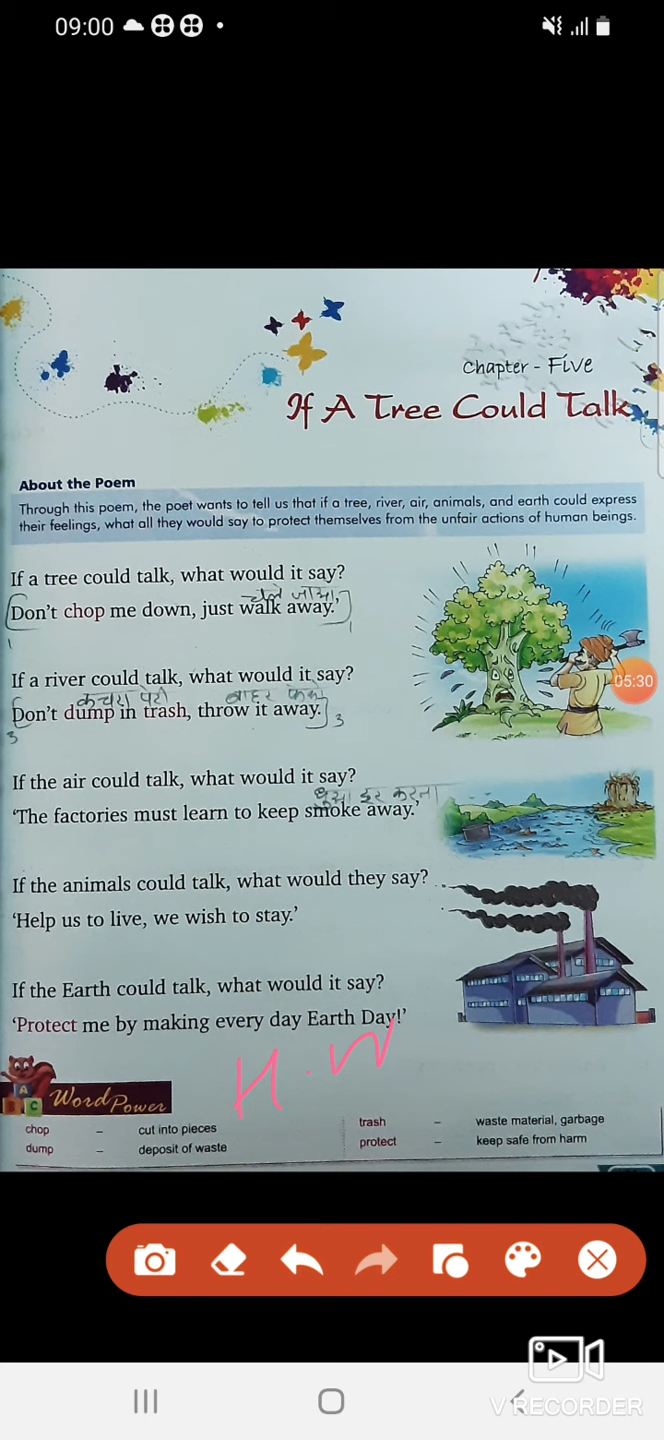 09:00
Chapter - Five
If A Tree Could Talk
About the Poem
Through this poem, the poet wants to tell us that if a tree, river, air, animals, and earth could express
their feelings, what all they would say to protect themselves from the unfair actions of human beings.
If a tree could talk, what would it say?
चले जाओ
Don't chop me down, just walk away.'
1 1
If a river could talk, what would it say?
कचरा पेटी बाहर फेंको
Don't dump in trash, throw it away.
3 3
05:30
If the air could talk, what would it say?
धुआ दूर करना
'The factories must learn to keep smoke away.'
If the animals could talk, what would they say?
'Help us to live, we wish to stay.'
If the Earth could talk, what would it say?
'Protect me by making every day Earth Day!'
H.W
A B C
Word Power
chop – cut into pieces trash – waste material, garbage
dump – deposit of waste protect – keep safe from harm
V RECORDER